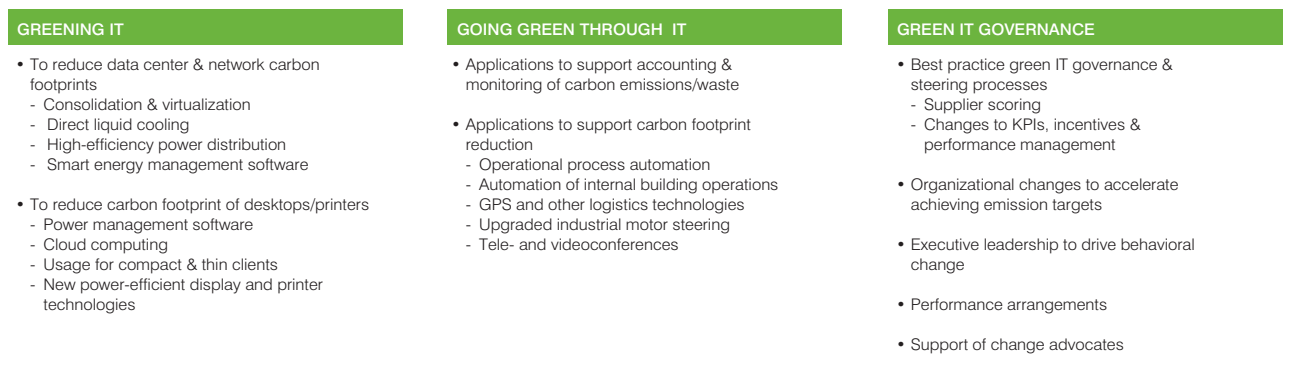 GREENING IT
• To reduce data center & network carbon
footprints
- Consolidation & virtualization
- Direct liquid cooling
- High-efficiency power distribution
- Smart energy management software
• To reduce carbon footprint of desktops/printers
- Power management software
- Cloud computing
- Usage for compact & thin clients
- New power-efficient display and printer
technologies
GOING GREEN THROUGH IT
• Applications to support accounting &
monitoring of carbon emissions/waste
• Applications to support carbon footprint
reduction
- Operational process automation
- Automation of internal building operations
- GPS and other logistics technologies
- Upgraded industrial motor steering
- Tele- and videoconferences
GREEN IT GOVERNANCE
• Best practice green IT governance &
steering processes
- Supplier scoring
- Changes to KPIs, incentives &
performance management
• Organizational changes to accelerate
achieving emission targets
• Executive leadership to drive behavioral
change
• Performance arrangements
• Support of change advocates